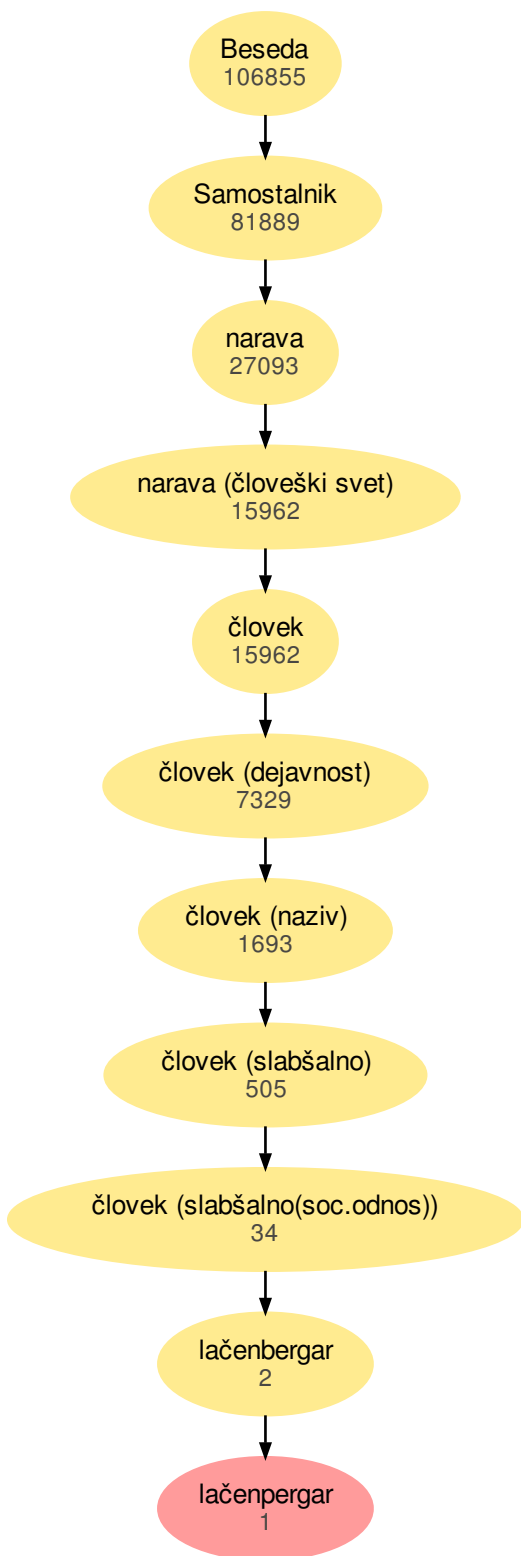 Beseda
106855
Samostalnik
81889
narava
27093
narava (človeški svet)
15962
človek
15962
človek (dejavnost)
7329
človek (naziv)
1693
človek (slabšalno)
505
človek (slabšalno(soc.odnos))
34
lačenbergar
2
lačenpergar
1